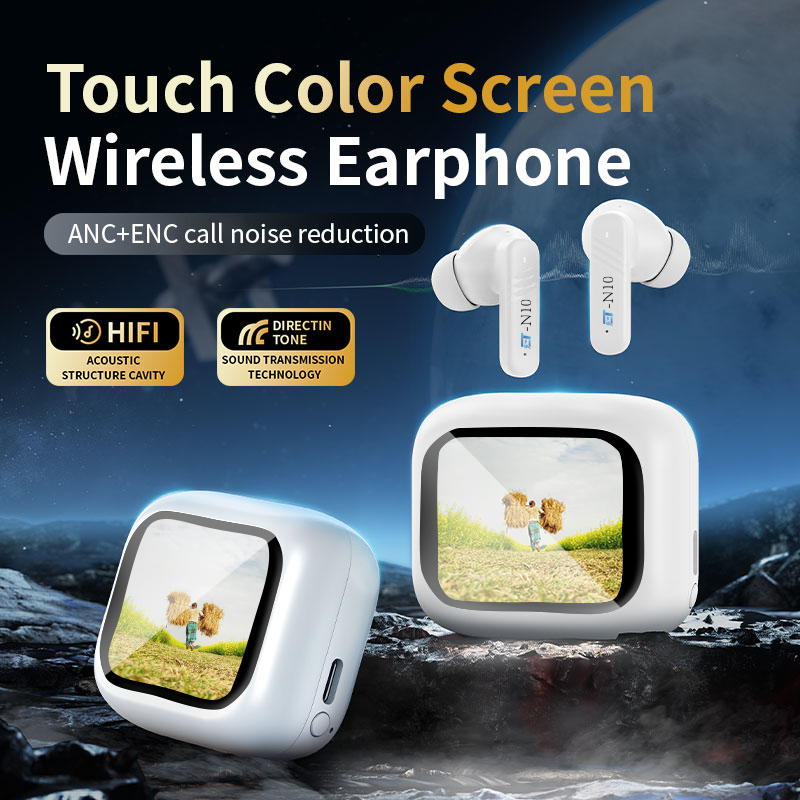 Touch Color Screen
Wireless Earphone
ANC+ENC call noise reduction
HIFI
ACOUSTIC
STRUCTURE CAVITY
DIRECTIN
TONE
SOUND TRANSMISSION
TECHNOLOGY
-N10
-N10